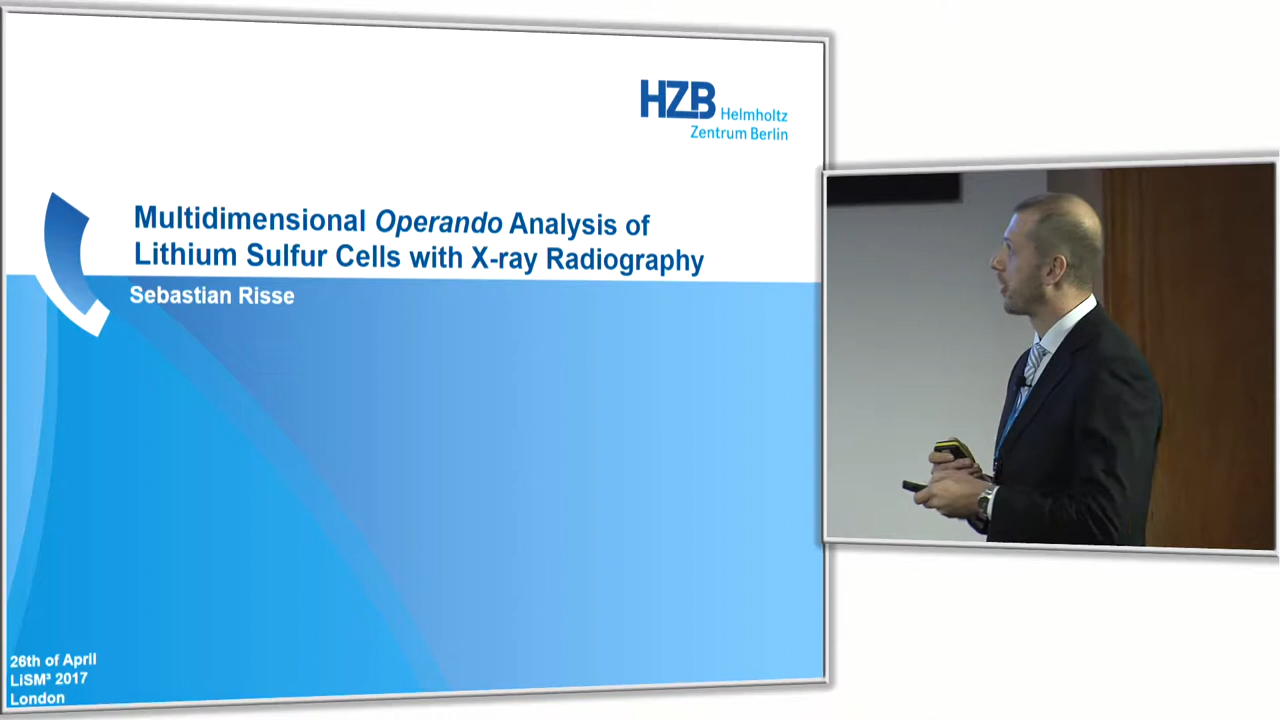 HZB Helmholtz
Zentrum Berlin
Multidimensional Operando Analysis of
Lithium Sulfur Cells with X-ray Radiography
Sebastian Risse
26th of April
LiSM³ 2017
London